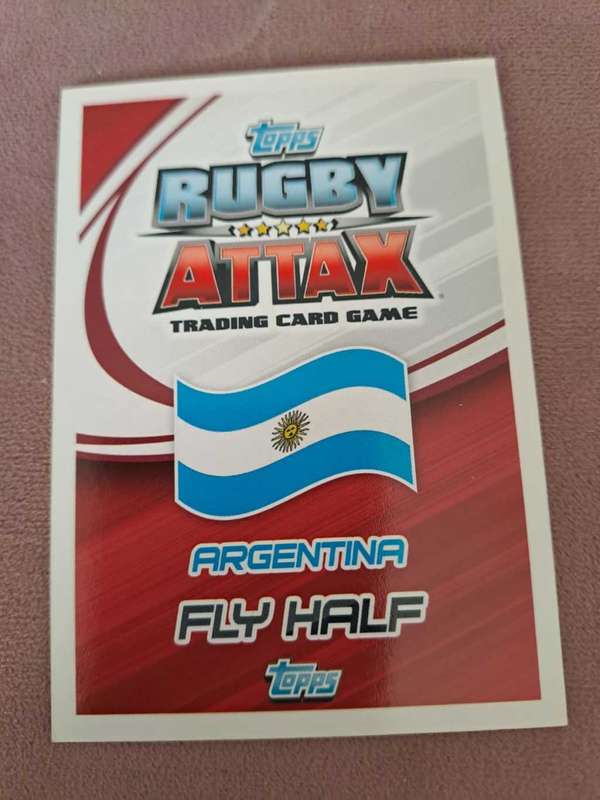 topps
RUGBY
ATTAX
TRADING CARD GAME
ARGENTINA
FLY HALF
topps